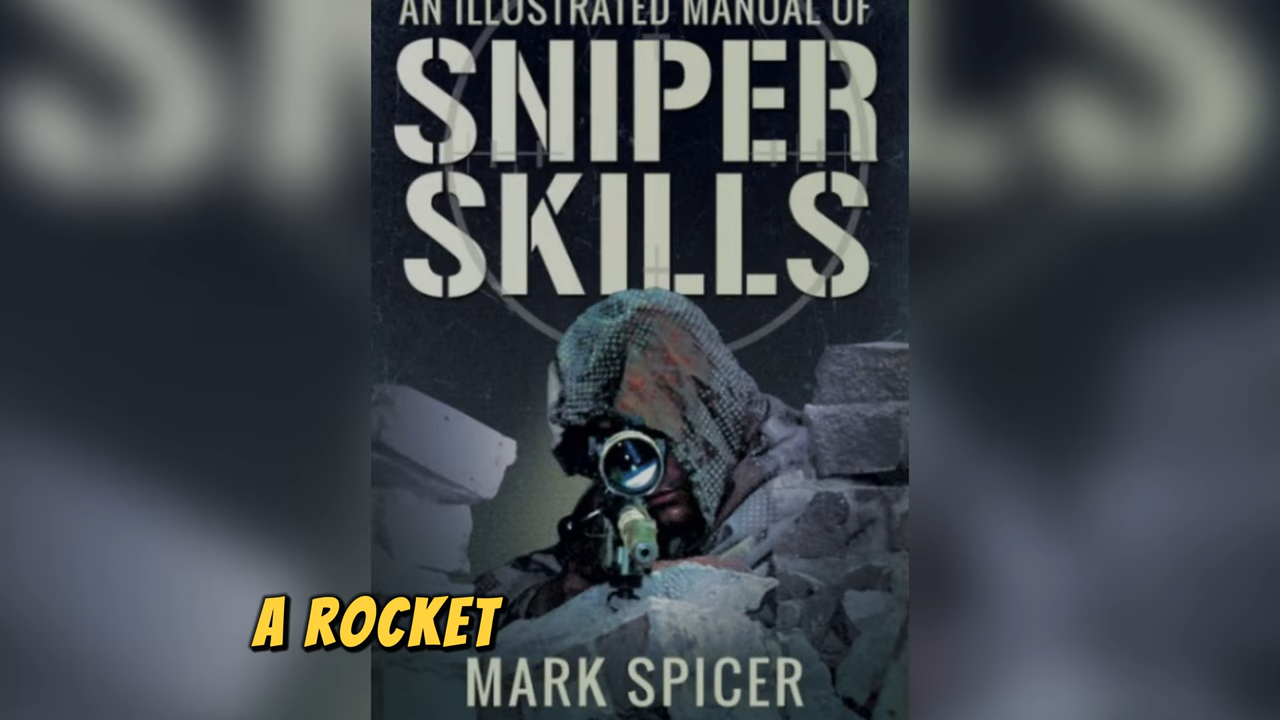 AN ILLUSTRATED MANUAL OF
SNIPER
SKILLS
A ROCKET
MARK SPICER